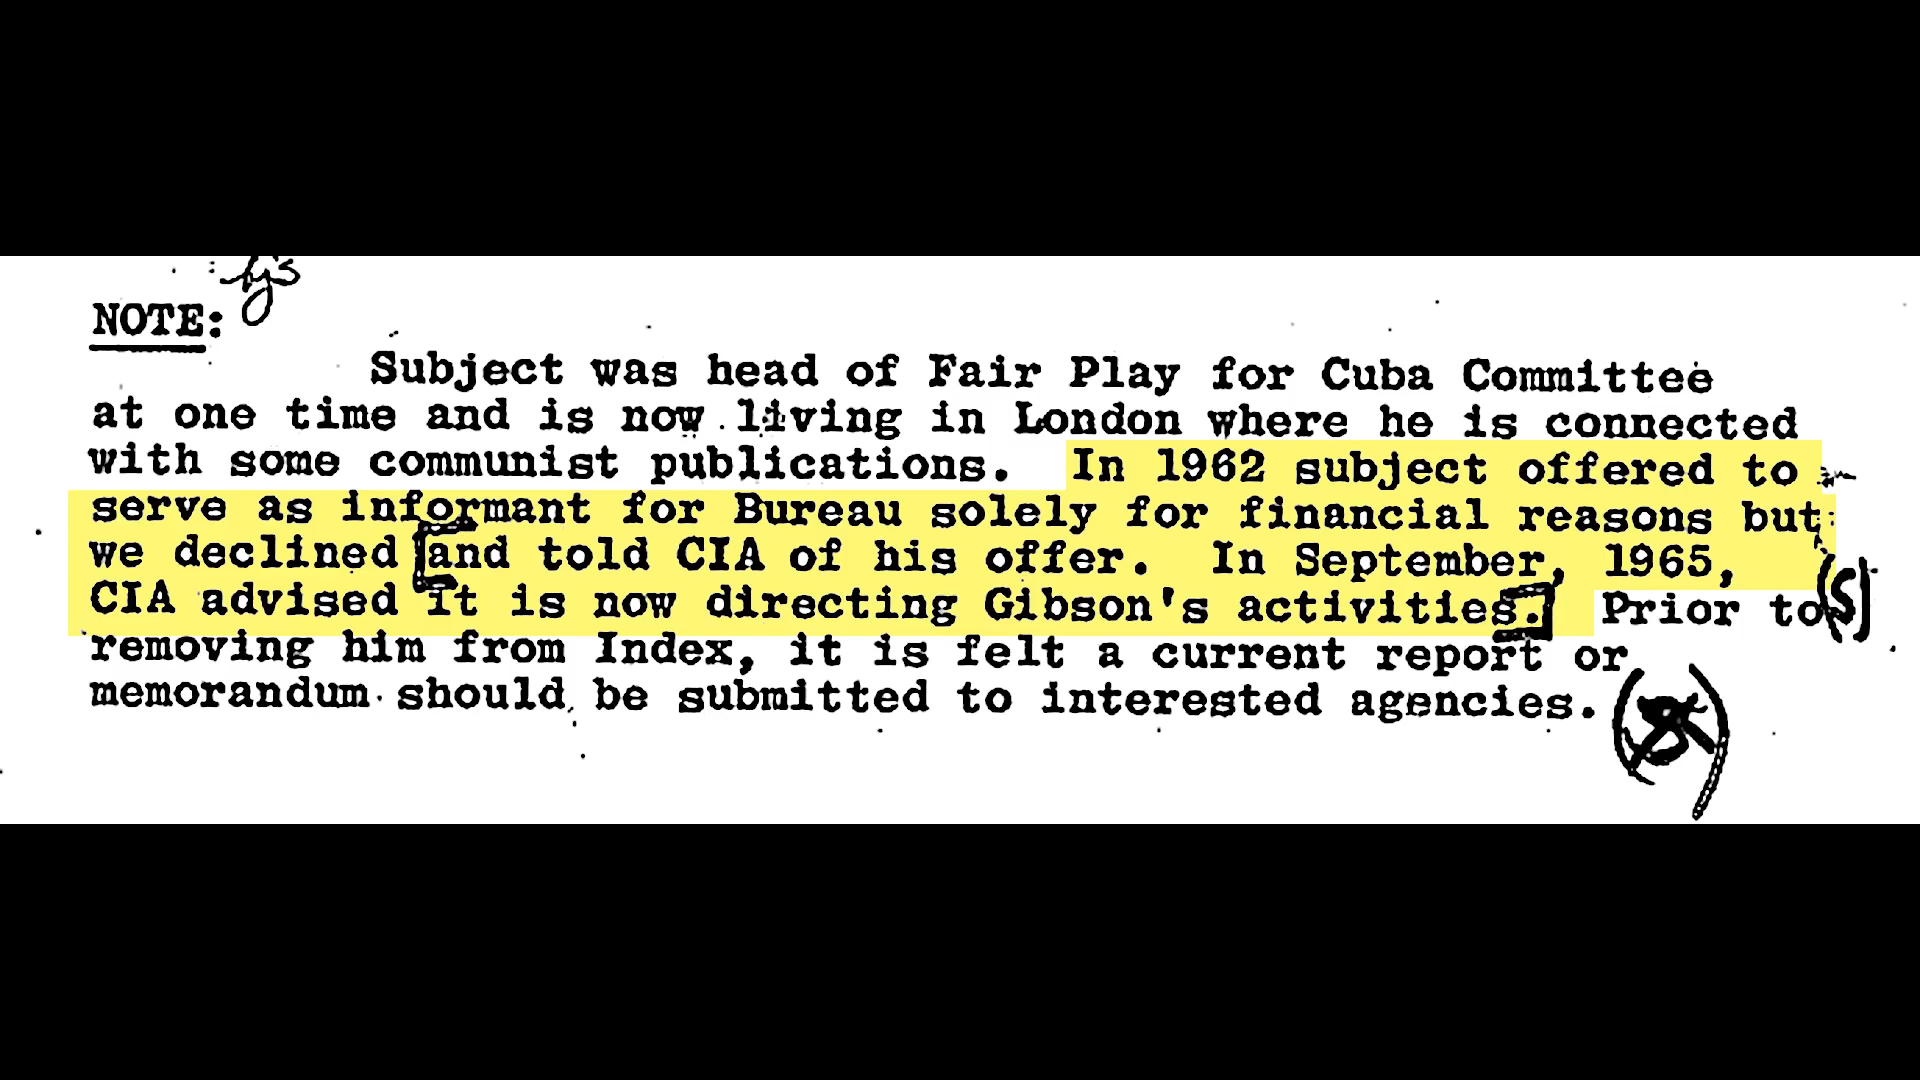 NOTE:
Subject was head of Fair Play for Cuba Committee
at one time and is now living in London where he is connected
with some communist publications. In 1962 subject offered to
serve as informant for Bureau solely for financial reasons but
we declined [and told CIA of his offer. In September, 1965,
CIA advised it is now directing Gibson's activities.] Prior to (S)
removing him from Index, it is felt a current report or
memorandum should be submitted to interested agencies.